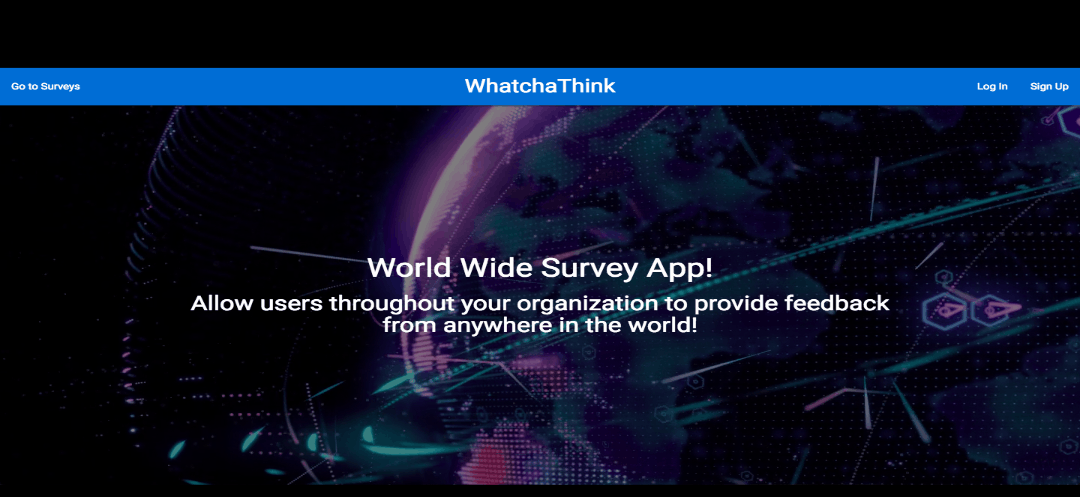 Go to Surveys
WhatchaThink
Log In
Sign Up
World Wide Survey App!
Allow users throughout your organization to provide feedback
from anywhere in the world!